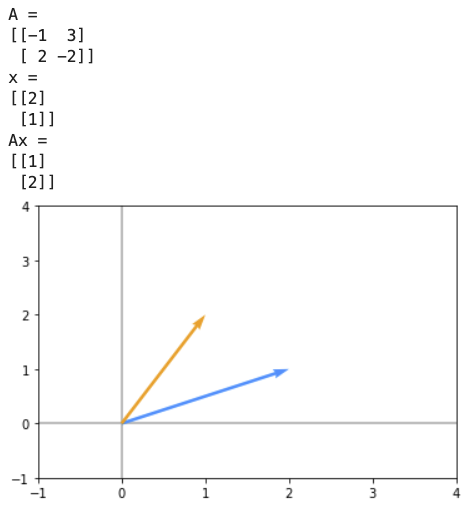 A =
[[-1  3]
 [ 2 -2]]
x =
[[2]
 [1]]
Ax =
[[1]
 [2]]
4
3
2
1
0
−1
−1 0 1 2 3 4